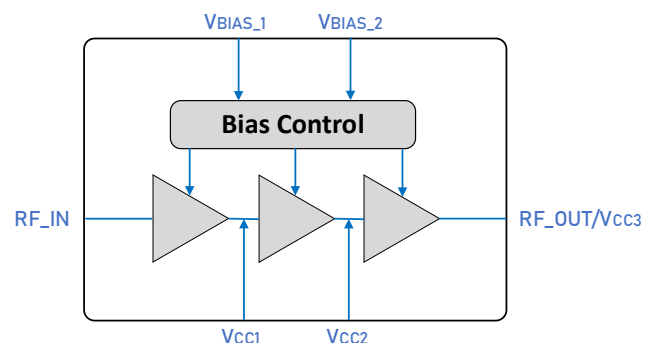 VBIAS_1 VBIAS_2
Bias Control
RF_IN RF_OUT/VCC3
VCC1 VCC2